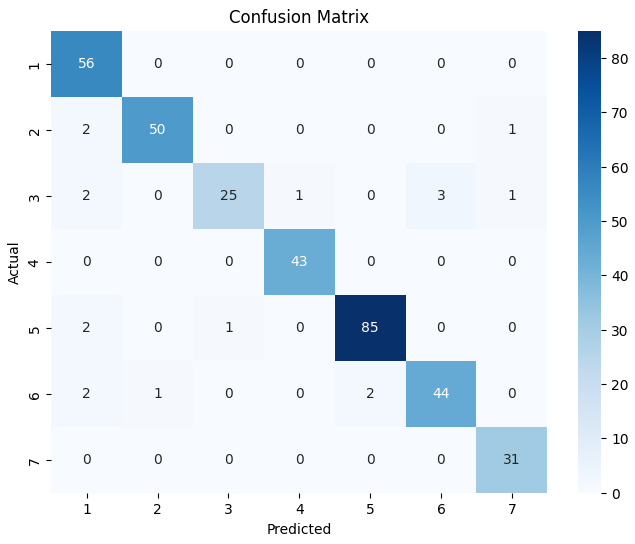 Confusion Matrix
Actual
1 56 0 0 0 0 0 0
2 2 50 0 0 0 0 1
3 2 0 25 1 0 3 1
4 0 0 0 43 0 0 0
5 2 0 1 0 85 0 0
6 2 1 0 0 2 44 0
7 0 0 0 0 0 0 31
1 2 3 4 5 6 7
Predicted
80
70
60
50
40
30
20
10
0